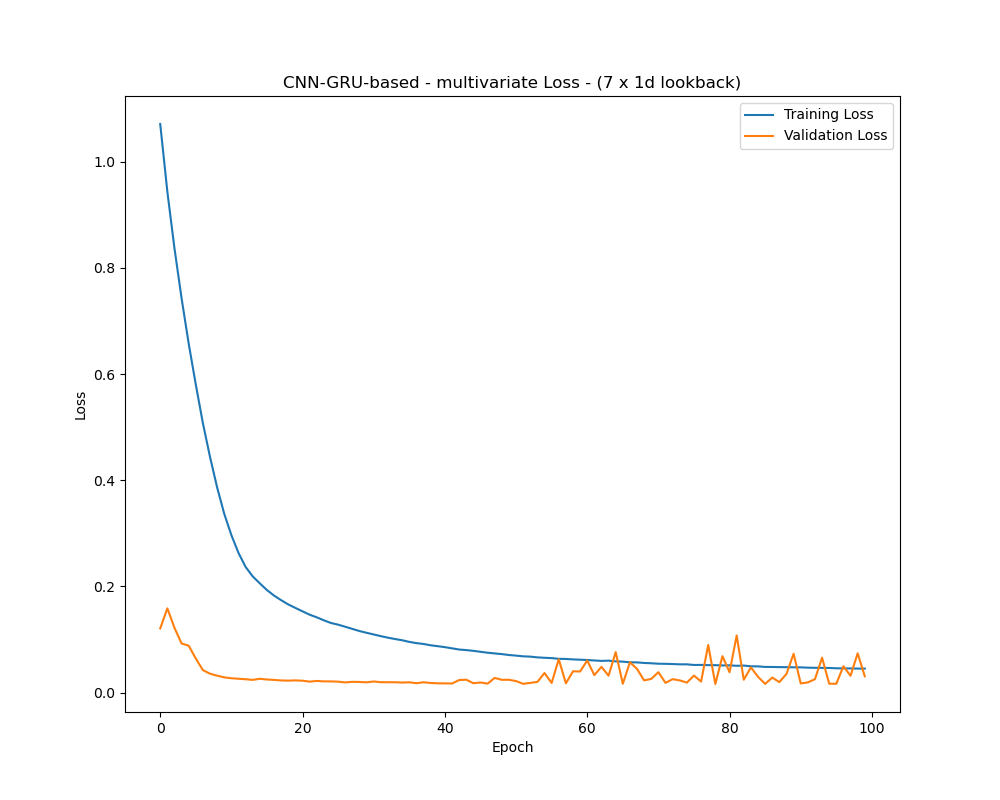 CNN-GRU-based - multivariate Loss - (7 x 1d lookback)
Training Loss
Validation Loss
1.0
0.8
0.6
0.4
0.2
0.0
Loss
0 20 40 60 80 100
Epoch